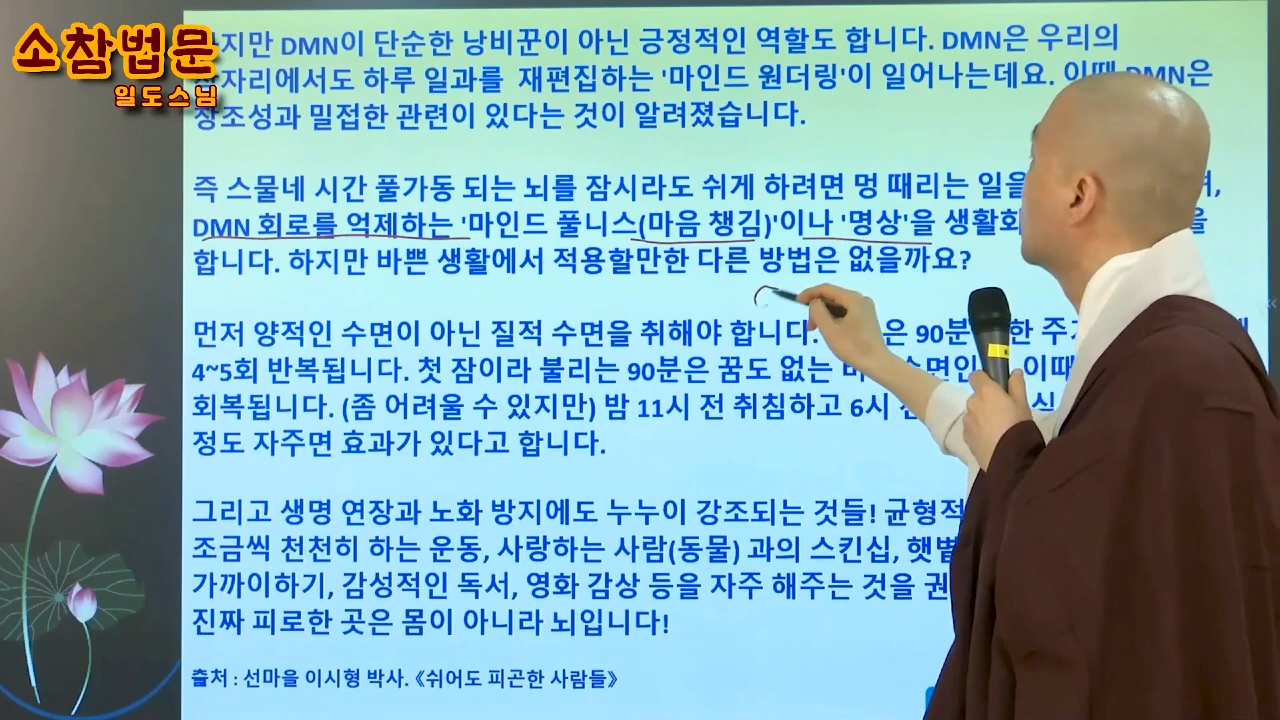 소참법문
일도스님
지만 DMN이 단순한 낭비꾼이 아닌 긍정적인 역할도 합니다. DMN은 우리의
자리에서도 하루 일과를 재편집하는 '마인드 원더링'이 일어나는데요. 이때 DMN은
창조성과 밀접한 관련이 있다는 것이 알려졌습니다.
즉 스물네 시간 풀가동 되는 뇌를 잠시라도 쉬게 하려면 멍 때리는 일을
DMN 회로를 억제하는 '마인드 풀니스(마음 챙김)'이나 '명상'을 생활화
합니다. 하지만 바쁜 생활에서 적용할만한 다른 방법은 없을까요?
먼저 양적인 수면이 아닌 질적 수면을 취해야 합니다. 은 90분
4~5회 반복됩니다. 첫 잠이라 불리는 90분은 꿈도 없는 이때
회복됩니다. (좀 어려울 수 있지만) 밤 11시 전 취침하고 6시
정도 자주면 효과가 있다고 합니다.
그리고 생명 연장과 노화 방지에도 누누이 강조되는 것들! 균형적
조금씩 천천히 하는 운동, 사랑하는 사람(동물) 과의 스킨십, 햇볕
가까이하기, 감성적인 독서, 영화 감상 등을 자주 해주는 것을 권
진짜 피로한 곳은 몸이 아니라 뇌입니다!
출처 : 선마을 이시형 박사. 《쉬어도 피곤한 사람들》